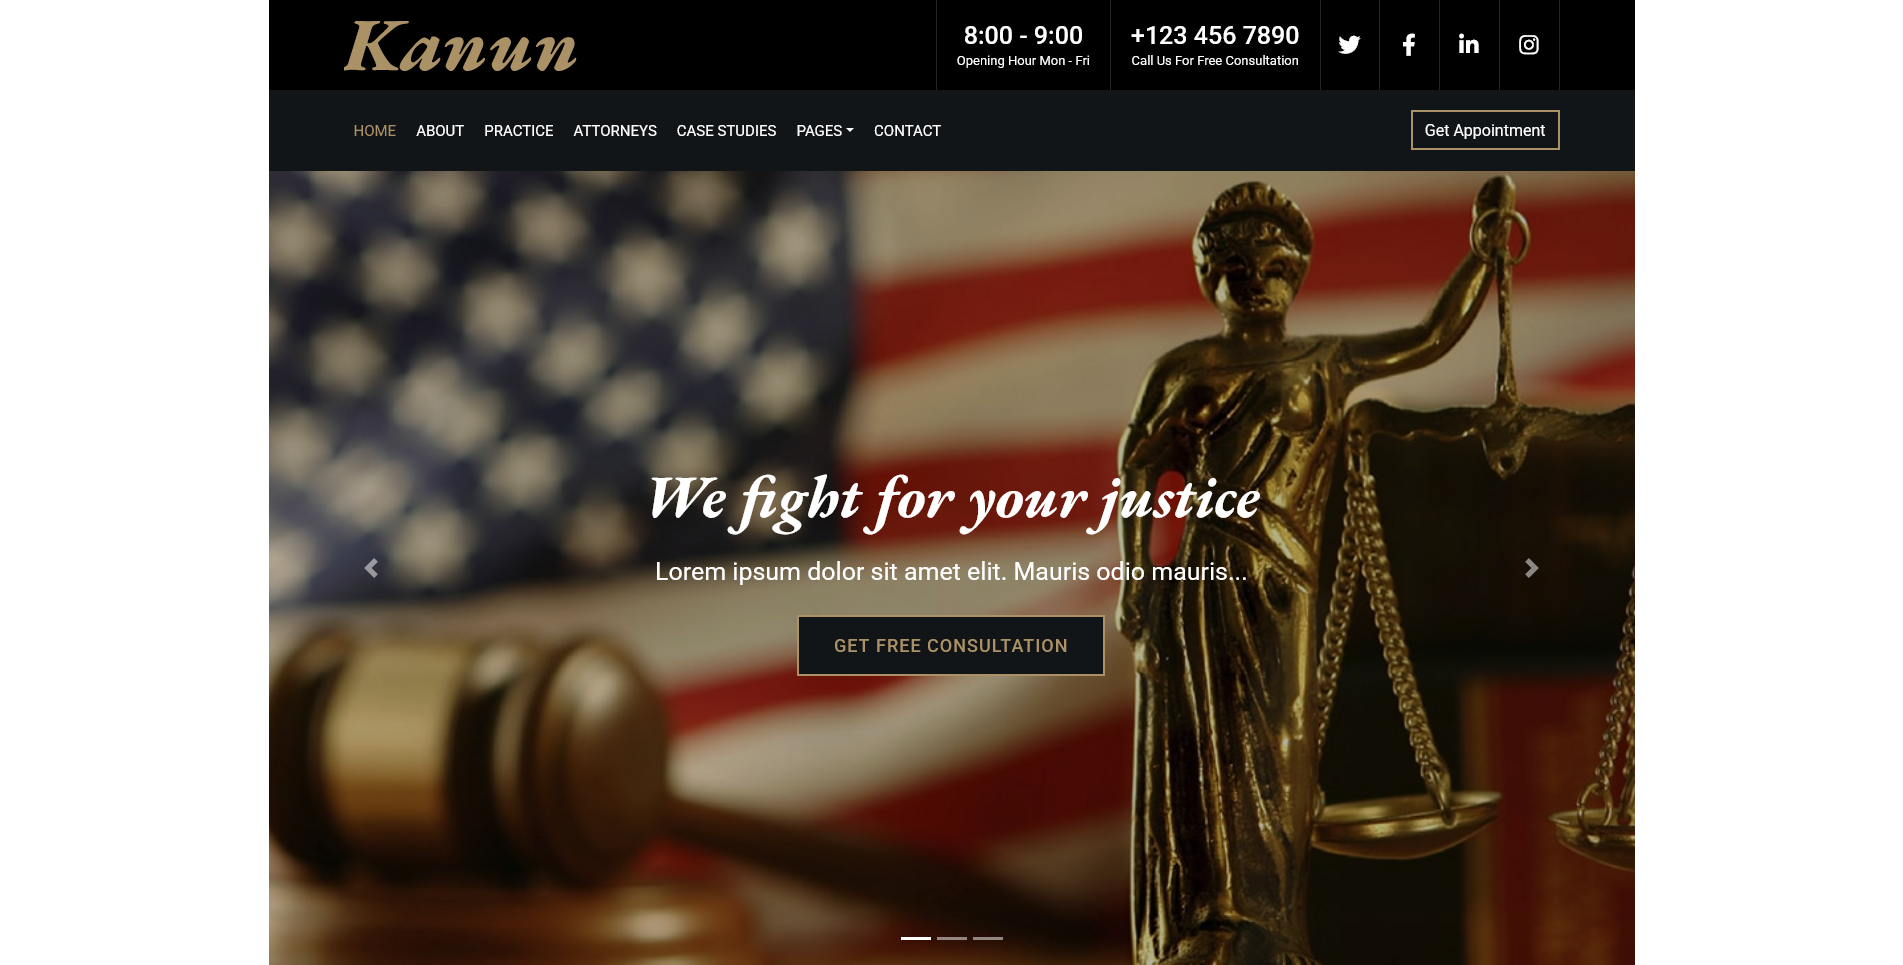 Kanun
8:00 - 9:00
Opening Hour Mon - Fri
+123 456 7890
Call Us For Free Consultation
HOME
ABOUT
PRACTICE
ATTORNEYS
CASE STUDIES
PAGES
CONTACT
Get Appointment
We fight for your justice
Lorem ipsum dolor sit amet elit. Mauris odio mauris...
GET FREE CONSULTATION